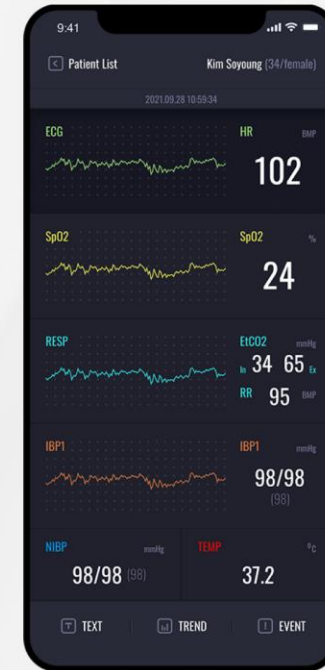 9:41
Patient List Kim Soyoung (34/female)
2021.09.28 10:59:34
ECG HR BMP
102
SpO2 SpO2 %
24
RESP EtCO2 mmHg
In 34 65 Ex
RR 95 BMP
IBP1 IBP1 mmHg
98/98
(98)
NIBP mmHg TEMP °C
98/98 (98) 37.2
T TEXT TREND ! EVENT